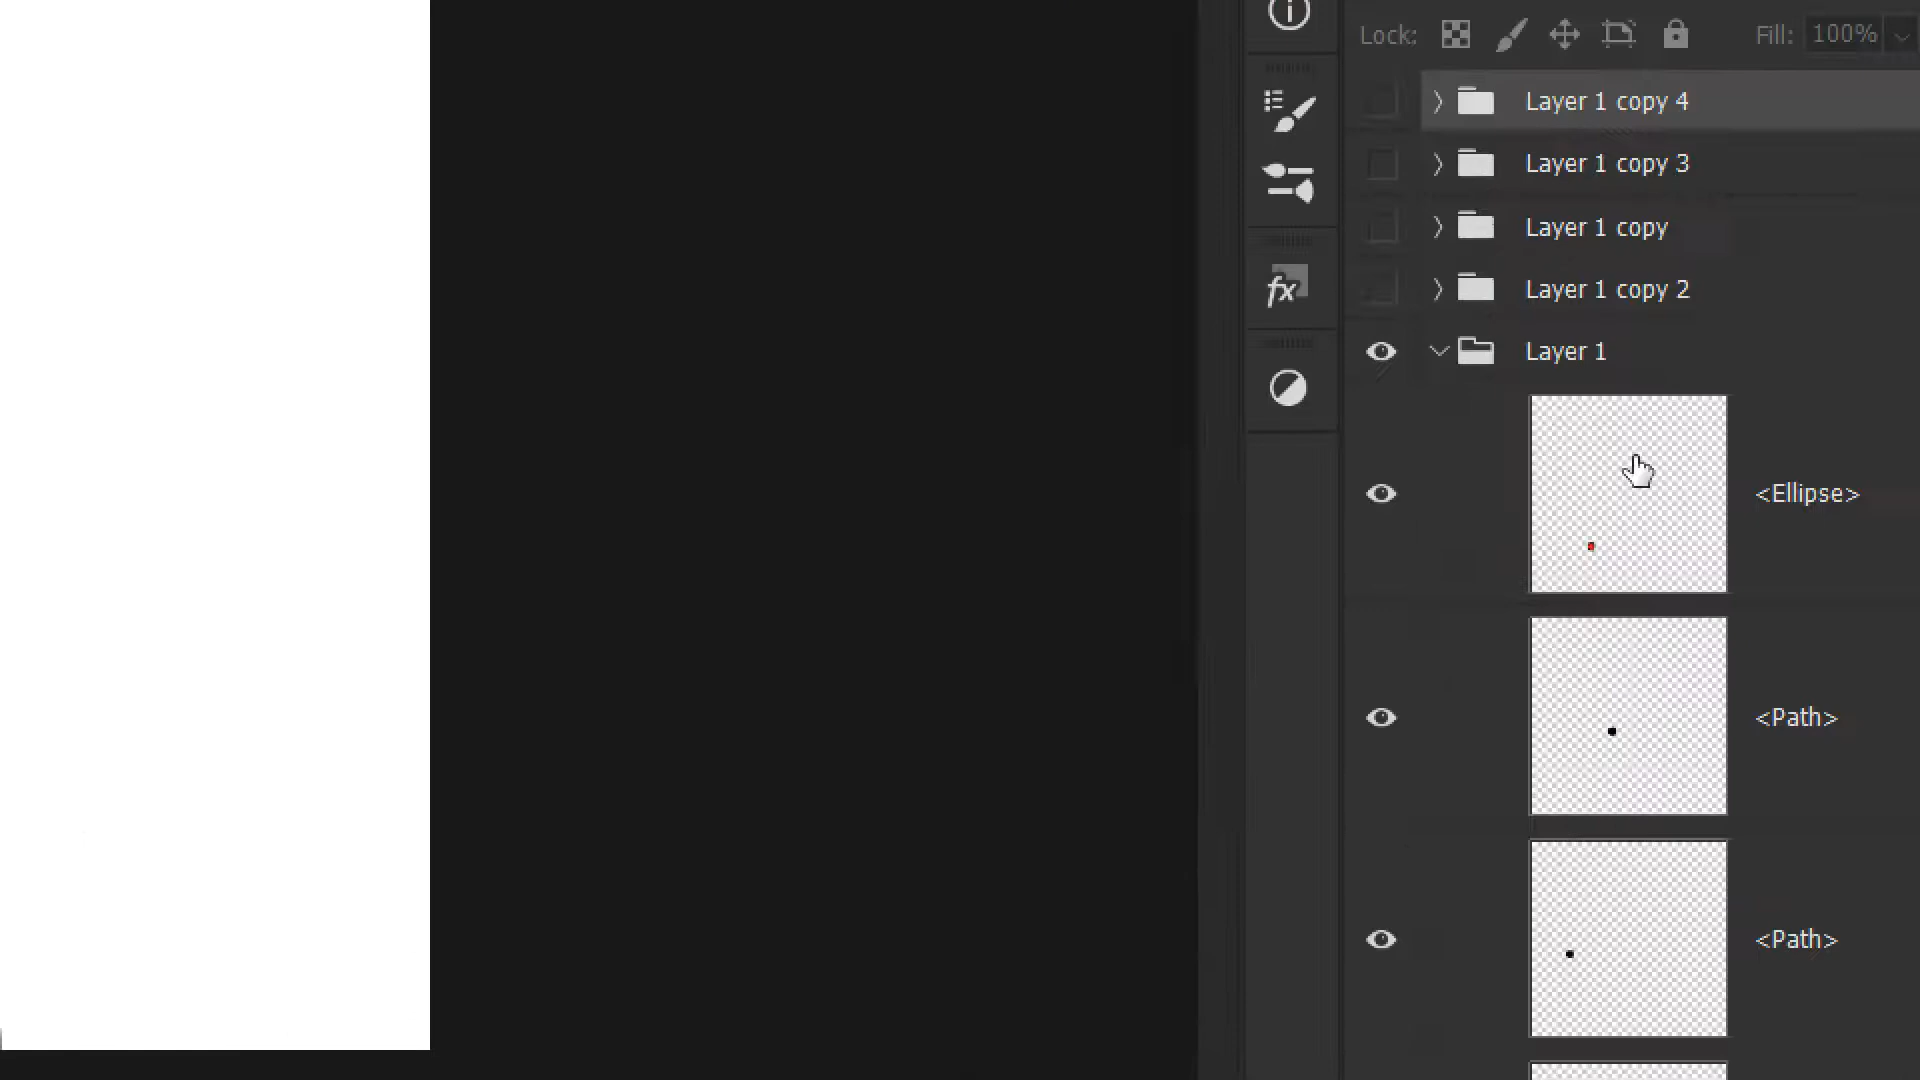 Lock:
Fill: 100%
Layer 1 copy 4
Layer 1 copy 3
Layer 1 copy
Layer 1 copy 2
Layer 1
<Ellipse>
<Path>
<Path>
fx